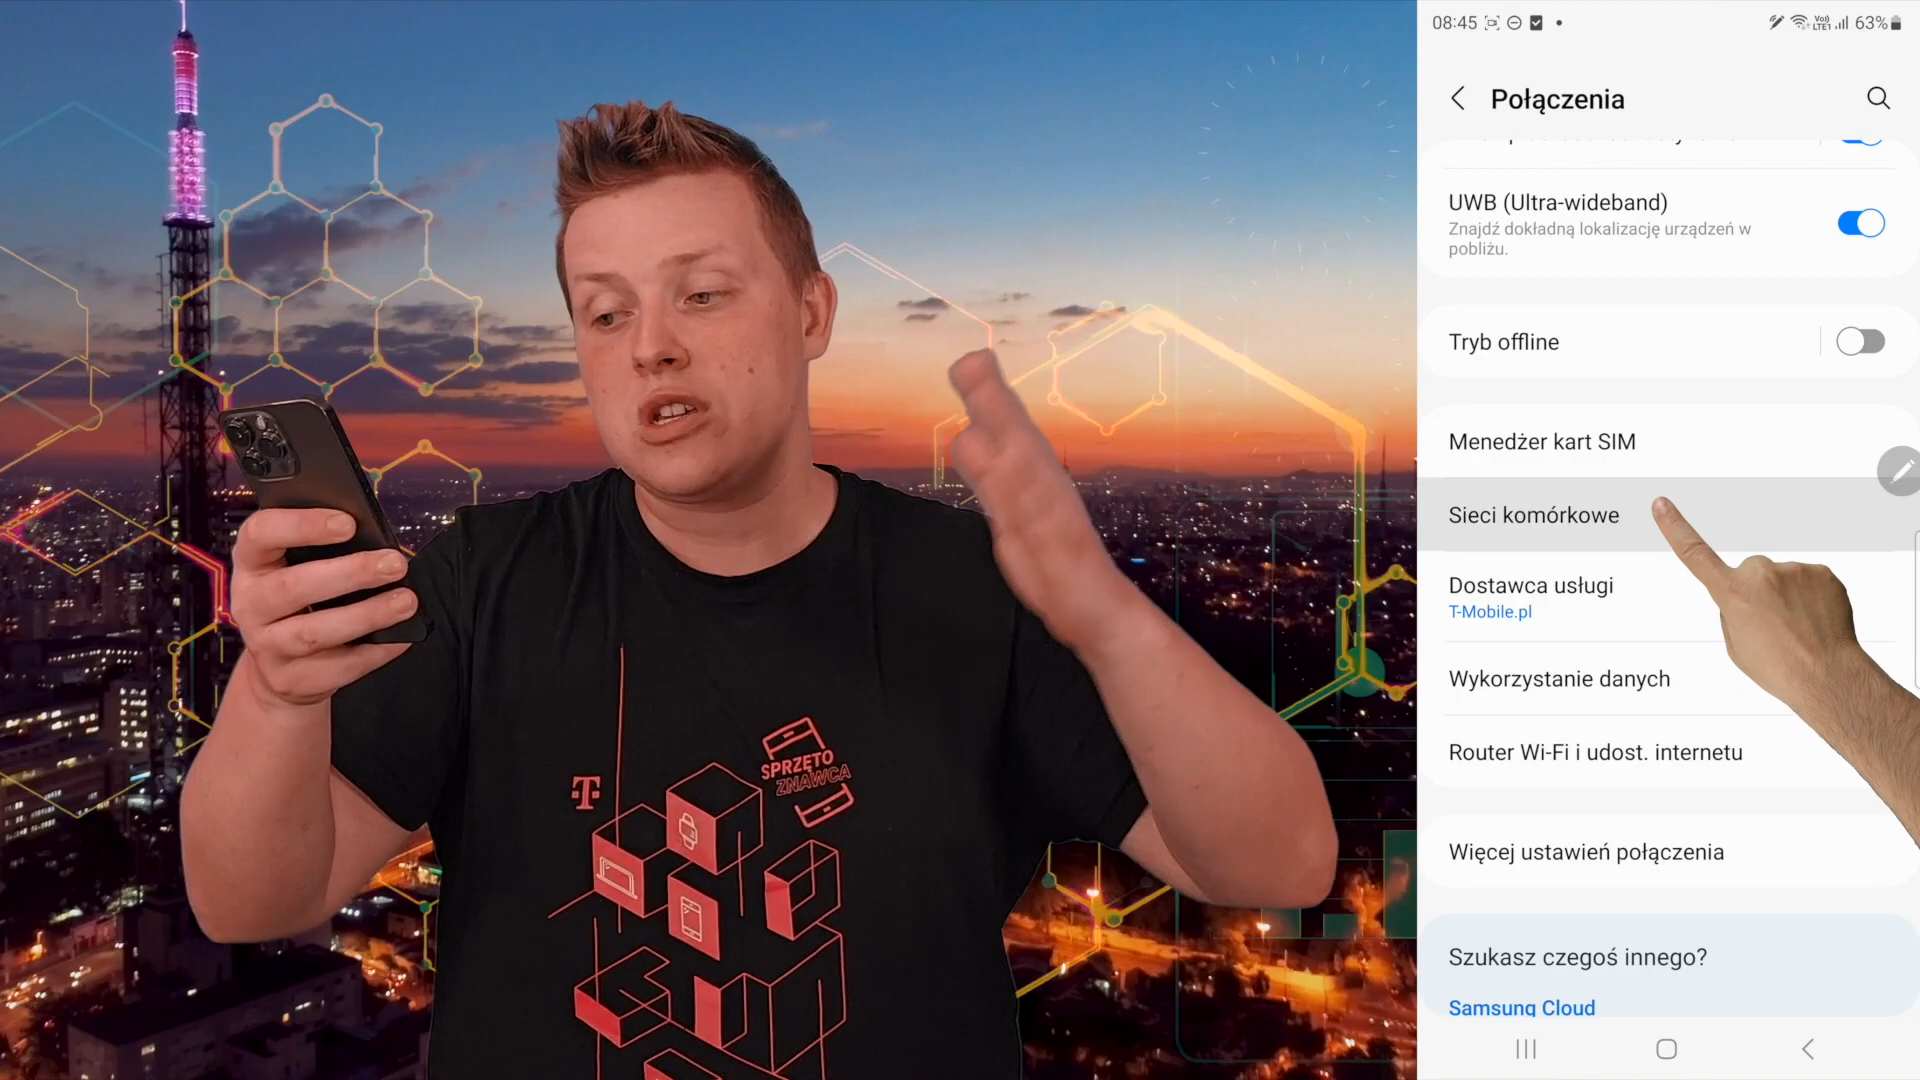 08:45
63%
Połączenia
UWB (Ultra-wideband)
Znajdź dokładną lokalizację urządzeń w
pobliżu.
Tryb offline
Menedżer kart SIM
Sieci komórkowe
Dostawca usługi
T-Mobile.pl
Wykorzystanie danych
Router Wi-Fi i udost. internetu
Więcej ustawień połączenia
Szukasz czegoś innego?
Samsung Cloud
T
SPRZĘTO
ZNAWCA